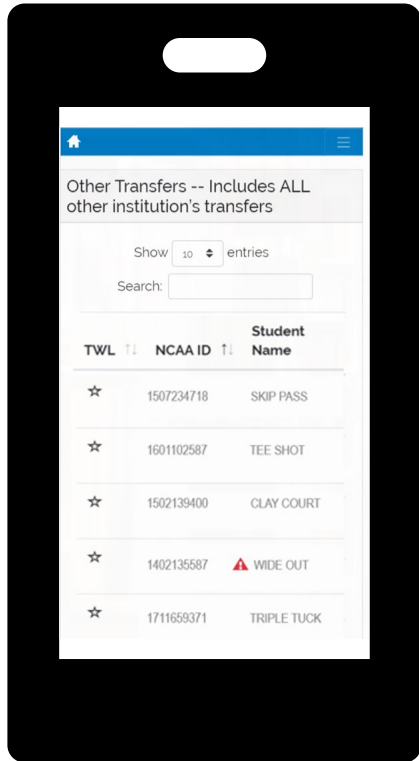 Other Transfers -- Includes ALL
other institution's transfers
Show 10 entries
Search:
TWL NCAA ID Student Name
1507234718 SKIP PASS
1601102587 TEE SHOT
1502139400 CLAY COURT
1402135587 WIDE OUT
1711659371 TRIPLE TUCK